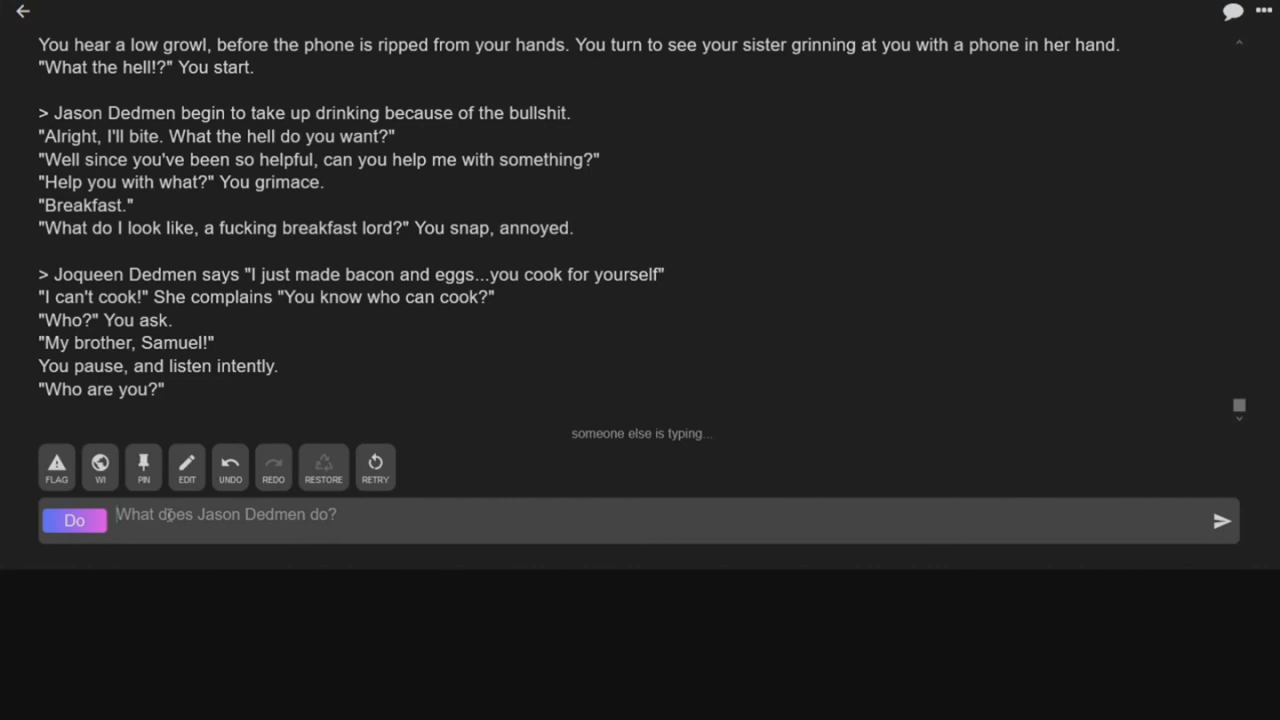 You hear a low growl, before the phone is ripped from your hands. You turn to see your sister grinning at you with a phone in her hand.
"What the hell!?" You start.
> Jason Dedmen begin to take up drinking because of the bullshit.
"Alright, I'll bite. What the hell do you want?"
"Well since you've been so helpful, can you help me with something?"
"Help you with what?" You grimace.
"Breakfast."
"What do I look like, a fucking breakfast lord?" You snap, annoyed.
> Joqueen Dedmen says "I just made bacon and eggs...you cook for yourself"
"I can't cook!" She complains "You know who can cook?"
"Who?" You ask.
"My brother, Samuel!"
You pause, and listen intently.
"Who are you?"
someone else is typing...
FLAG WI PIN EDIT UNDO REDO RESTORE RETRY
Do What does Jason Dedmen do?